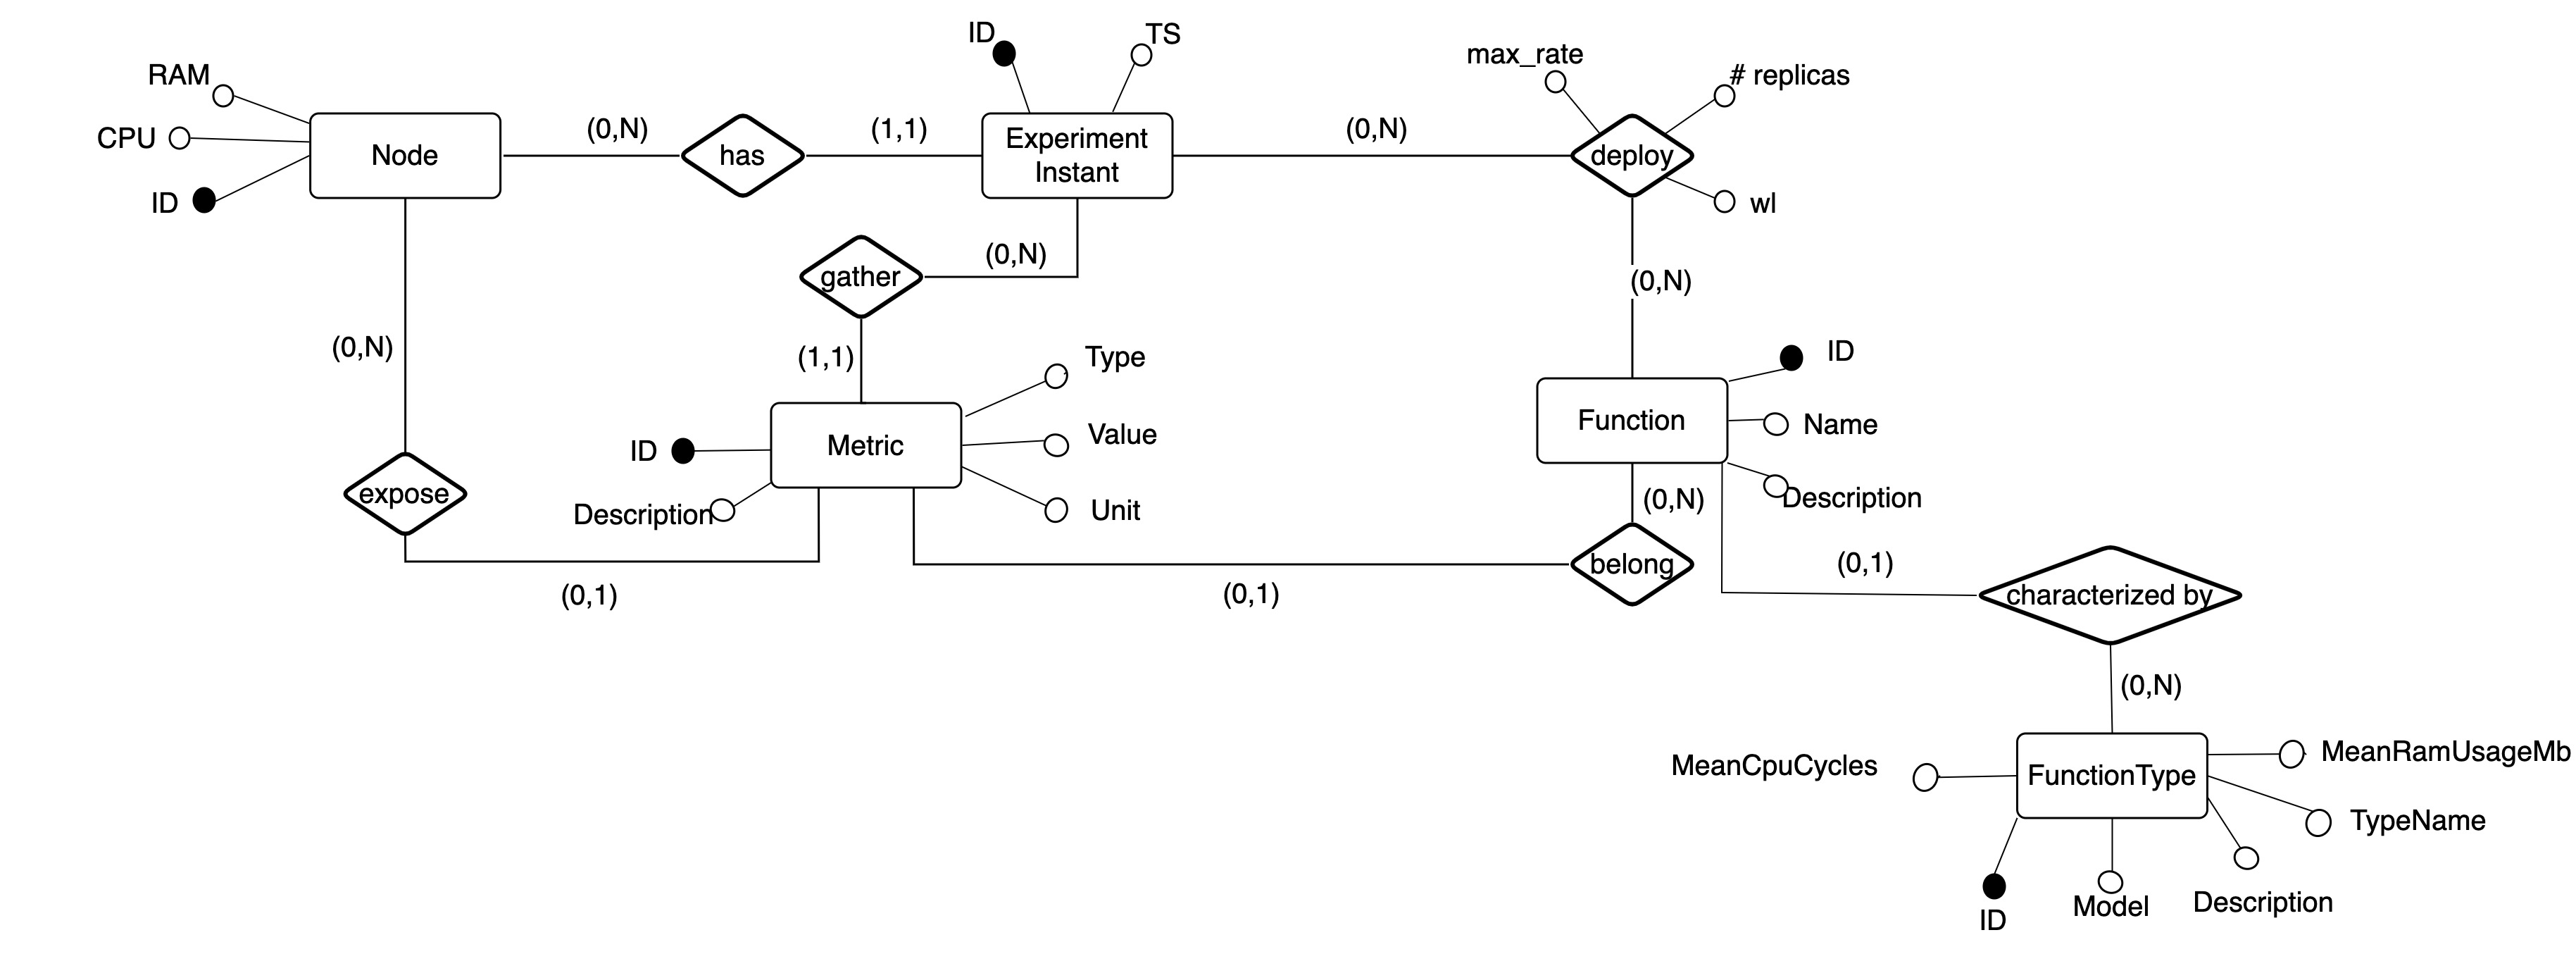 ID
TS
max_rate
# replicas
RAM
CPU
Node
(0,N)
has
(1,1)
Experiment
Instant
(0,N)
deploy
ID
wl
gather
(0,N)
(0,N)
(0,N)
(1,1)
Type
ID
Function
Name
Description
ID
Metric
Value
Description
Unit
expose
(0,N)
belong
(0,1)
(0,1)
(0,1)
characterized by
(0,N)
MeanCpuCycles
FunctionType
MeanRamUsageMb
TypeName
ID
Model
Description